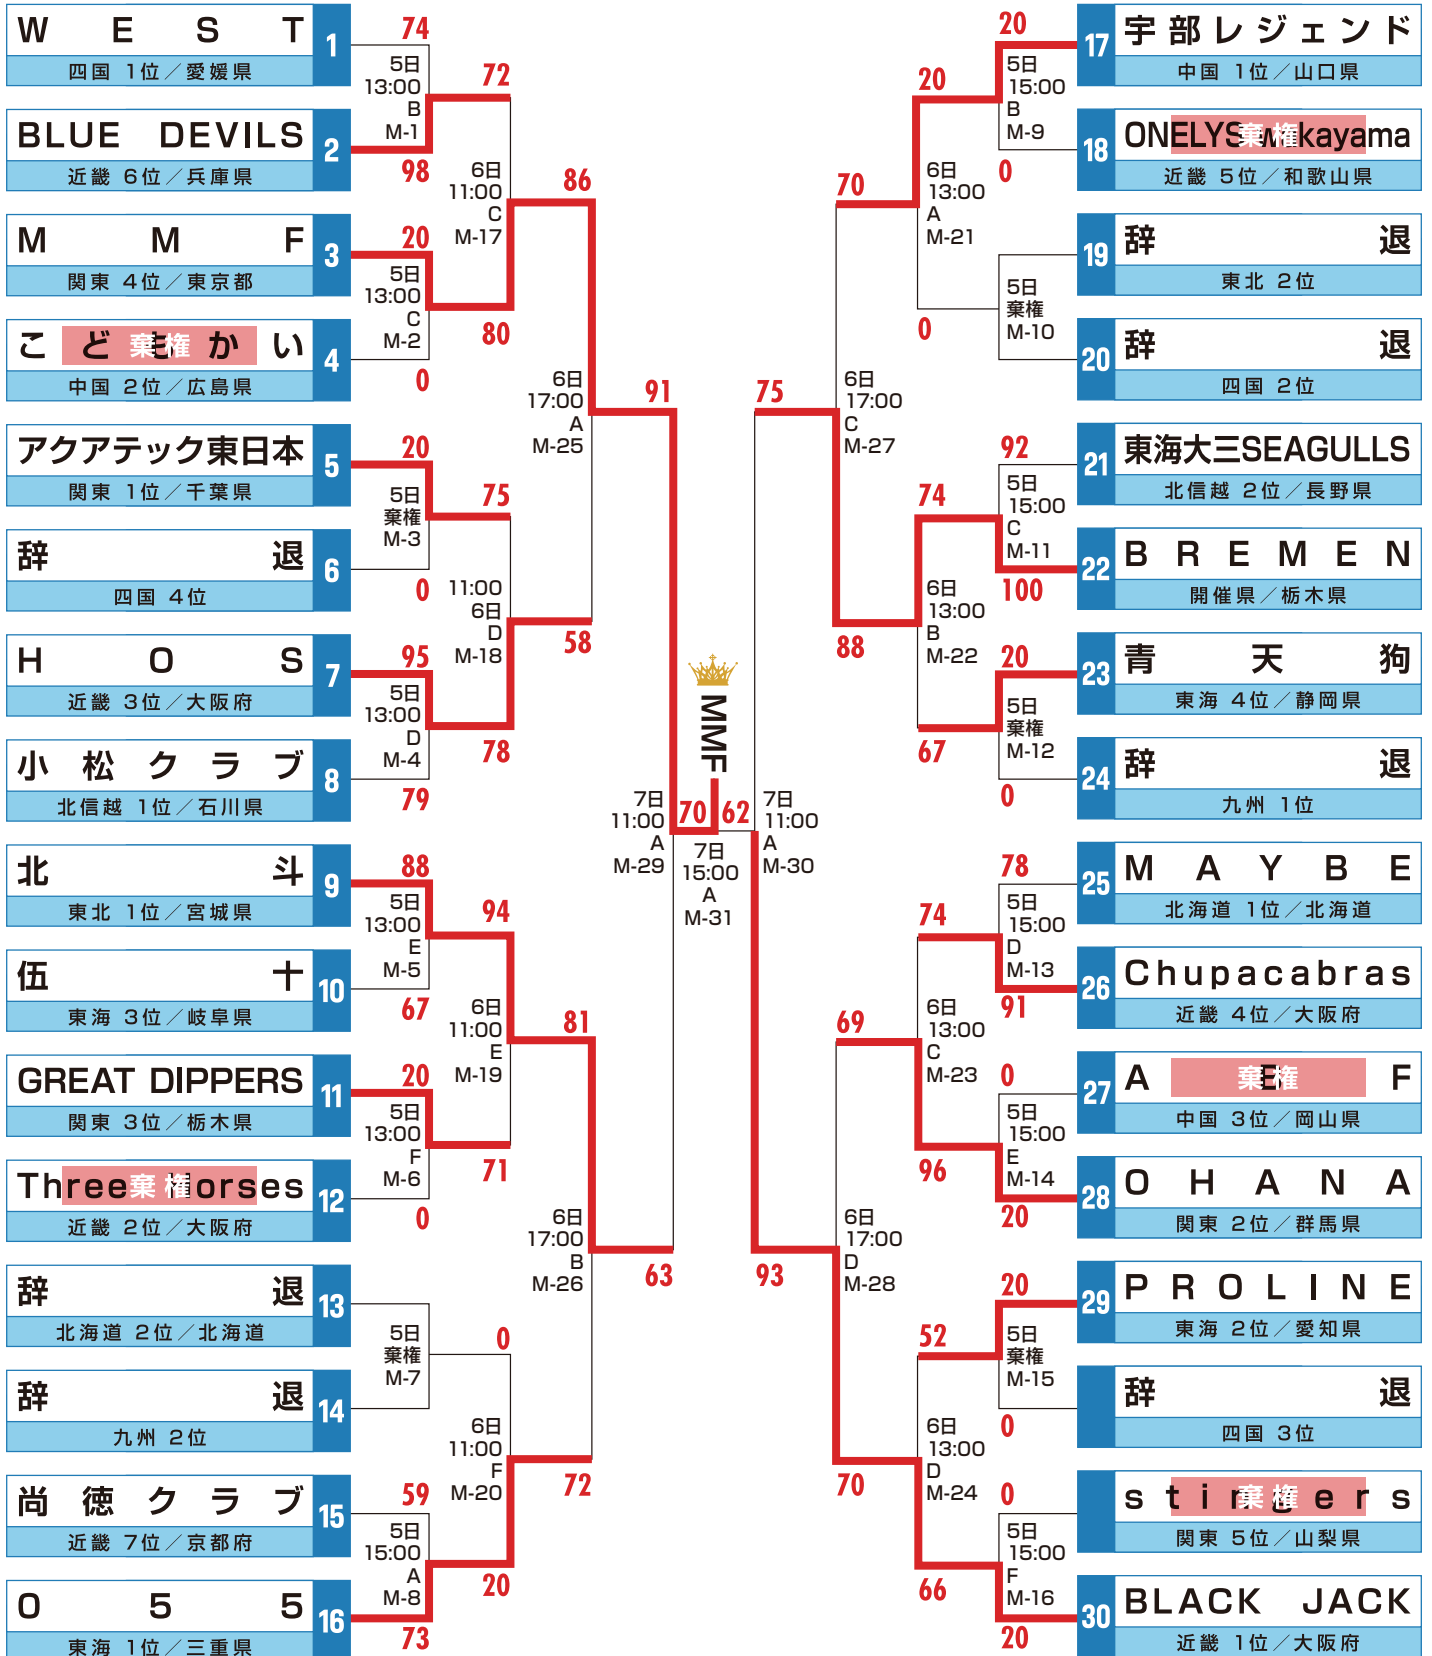 W E S T
四国 1位／愛媛県
1
BLUE DEVILS
近畿 6位／兵庫県
2
M M F
関東 4位／東京都
3
こどもかい
棄権
中国 2位／広島県
4
アクアテック東日本
関東 1位／千葉県
5
辞 退
四国 4位
6
H O S
近畿 3位／大阪府
7
小松クラブ
北信越 1位／石川県
8
北 斗
東北 1位／宮城県
9
伍 十
東海 3位／岐阜県
10
GREAT DIPPERS
関東 3位／栃木県
11
Three Horses
棄権
近畿 2位／大阪府
12
辞 退
北海道 2位／北海道
13
辞 退
九州 2位
14
尚徳クラブ
近畿 7位／京都府
15
O 5 5
東海 1位／三重県
16
74
5日
13:00
B
M-1
98
20
5日
13:00
C
M-2
0
20
5日
棄権
M-3
0
95
5日
13:00
D
M-4
79
88
5日
13:00
E
M-5
67
20
5日
13:00
F
M-6
0
5日
棄権
M-7
59
5日
15:00
A
M-8
73
72
6日
11:00
C
M-17
80
75
11:00
6日
D
M-18
78
94
6日
11:00
E
M-19
71
0
6日
11:00
F
M-20
20
86
6日
17:00
A
M-25
58
81
6日
17:00
B
M-26
72
91
7日
11:00
A
M-29
63
MMF
70
62
7日
15:00
A
M-31
75
7日
11:00
A
M-30
93
70
6日
17:00
C
M-27
88
69
6日
17:00
D
M-28
70
20
6日
13:00
A
M-21
0
74
6日
13:00
B
M-22
67
74
6日
13:00
C
M-23
96
52
6日
13:00
D
M-24
66
20
5日
15:00
B
M-9
0
5日
棄権
M-10
92
5日
15:00
C
M-11
100
20
5日
棄権
M-12
0
78
5日
15:00
D
M-13
91
0
5日
15:00
E
M-14
20
20
5日
棄権
M-15
0
0
5日
15:00
F
M-16
20
17
宇部レジェンド
中国 1位／山口県
18
ONELYS wakayama
棄権
近畿 5位／和歌山県
19
辞 退
東北 2位
20
辞 退
四国 2位
21
東海大三SEAGULLS
北信越 2位／長野県
22
B R E M E N
開催県／栃木県
23
青 天 狗
東海 4位／静岡県
24
辞 退
九州 1位
25
M A Y B E
北海道 1位／北海道
26
Chupacabras
近畿 4位／大阪府
27
A E F
棄権
中国 3位／岡山県
28
O H A N A
関東 2位／群馬県
29
P R O L I N E
東海 2位／愛知県
辞 退
四国 3位
stingers
棄権
関東 5位／山梨県
30
BLACK JACK
近畿 1位／大阪府